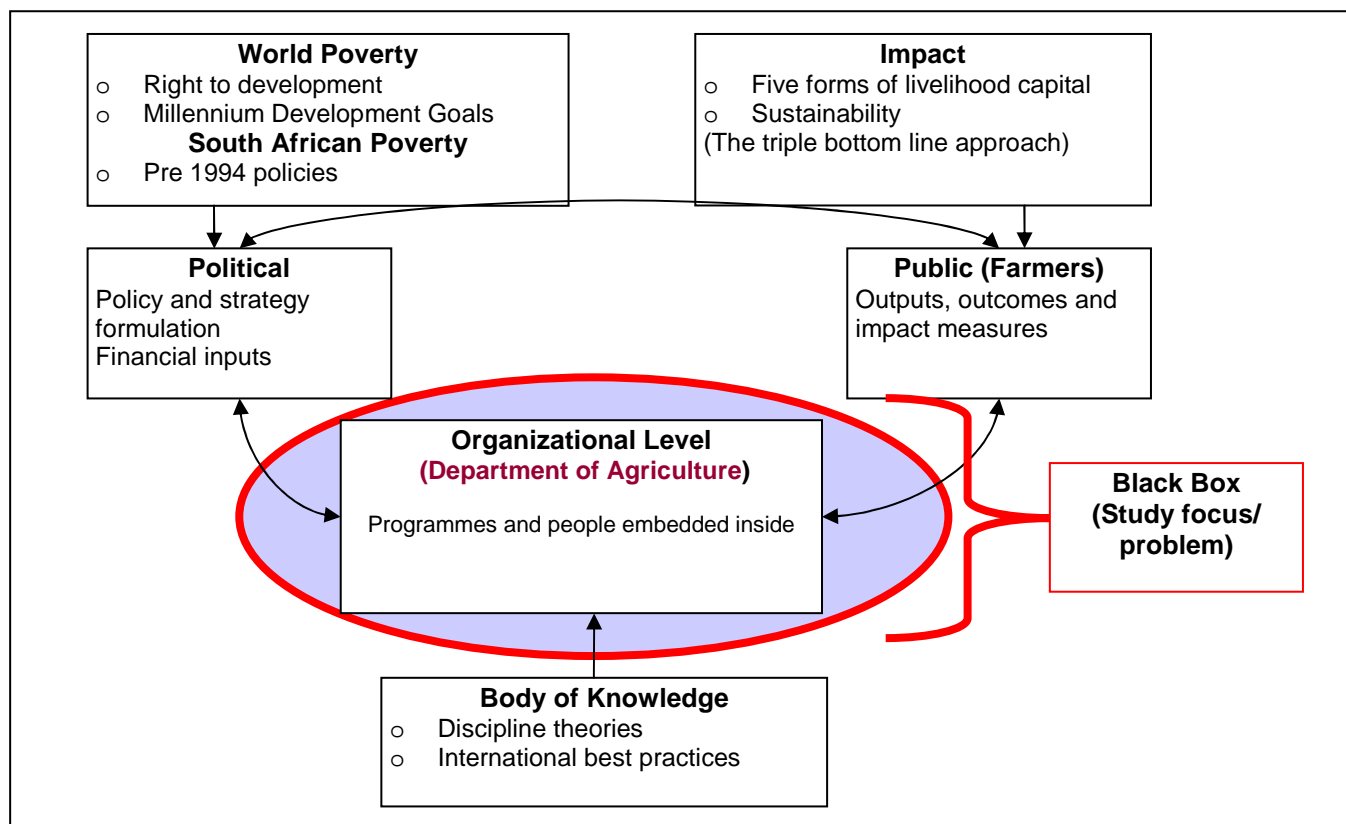 World Poverty
o Right to development
o Millennium Development Goals
South African Poverty
o Pre 1994 policies
Impact
o Five forms of livelihood capital
o Sustainability
(The triple bottom line approach)
Political
Policy and strategy
formulation
Financial inputs
Public (Farmers)
Outputs, outcomes and
impact measures
Organizational Level
(Department of Agriculture)
Programmes and people embedded inside
Black Box
(Study focus/
problem)
Body of Knowledge
o Discipline theories
o International best practices